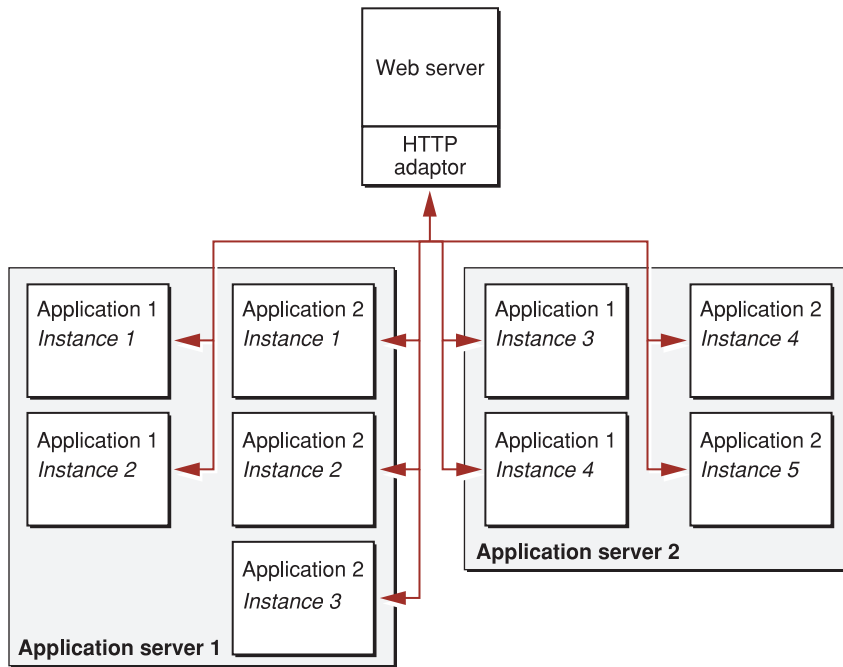 Web server
HTTP
adaptor
Application 1
Instance 1
Application 2
Instance 1
Application 1
Instance 2
Application 2
Instance 2
Application 2
Instance 3
Application server 1
Application 1
Instance 3
Application 2
Instance 4
Application 1
Instance 4
Application 2
Instance 5
Application server 2